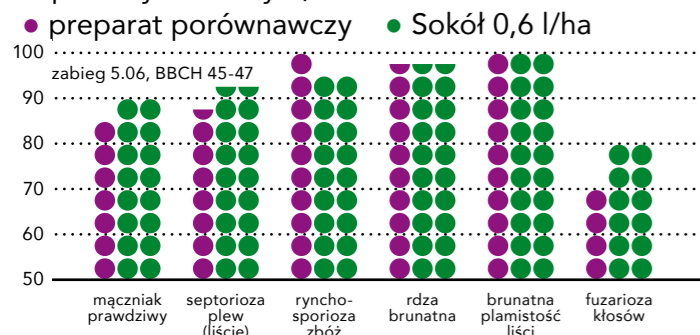 preparat porównawczy
Sokół 0,6 l/ha
100
zabieg 5.06, BBCH 45-47
90
80
70
60
50
mączniak
prawdziwy
septorioza
plew
(liście)
ryncho-
sporioza
zbóż
rdza
brunatna
brunatna
plamistość
liści
fuzarioza
kłosów